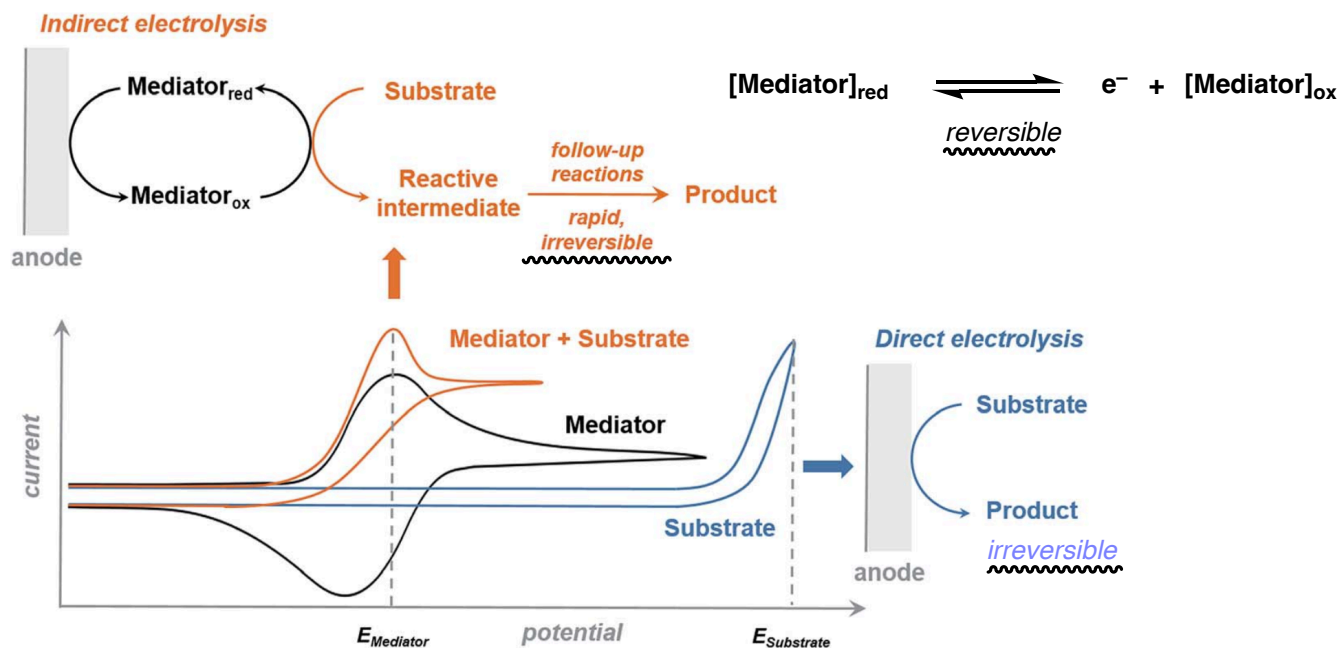 Indirect electrolysis
Mediator_red
Substrate
Mediator_ox
Reactive
intermediate
follow-up
reactions
rapid,
irreversible
Product
anode
[Mediator]_red ⇌ e⁻ + [Mediator]_ox
reversible
Mediator + Substrate
Mediator
Substrate
current
E_Mediator
potential
E_Substrate
Direct electrolysis
Substrate
Product
irreversible
anode